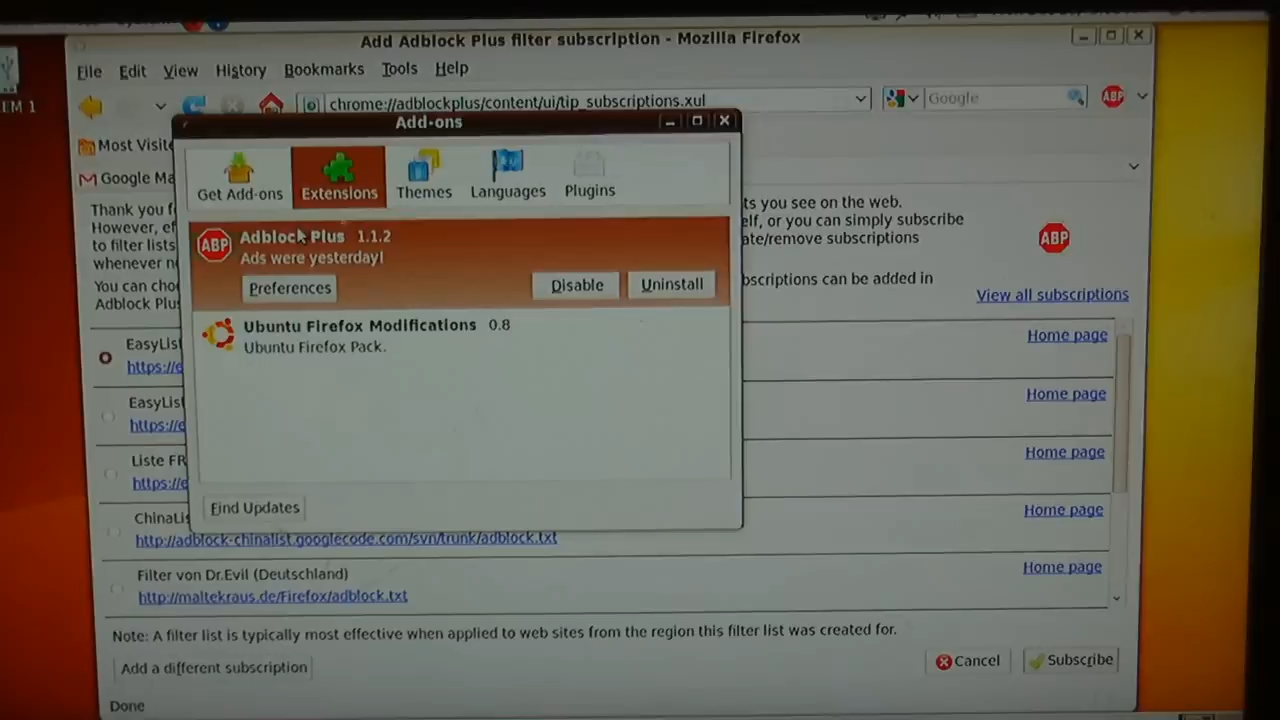 Add Adblock Plus filter subscription - Mozilla Firefox
File Edit View History Bookmarks Tools Help
chrome://adblockplus/content/ui/tip_subscriptions.xul
Google
ABP
EM 1
Add-ons
Most Visite
Google Ma
Get Add-ons Extensions Themes Languages Plugins
Thank you f
ts you see on the web.
However, ef
elf, or you can simply subscribe
to filter lists
ate/remove subscriptions
whenever n
You can cho
bscriptions can be added in
Adblock Plus
ABP
View all subscriptions
ABP
Adblock Plus 1.1.2
Ads were yesterday!
Preferences Disable Uninstall
Ubuntu Firefox Modifications 0.8
Ubuntu Firefox Pack.
Find Updates
EasyList
Home page
https://e
EasyList
Home page
https://e
Liste FR
Home page
https://e
ChinaLis
Home page
http://adblock-chinalist.googlecode.com/svn/trunk/adblock.txt
Filter von Dr.Evil (Deutschland)
Home page
http://maltekraus.de/Firefox/adblock.txt
Note: A filter list is typically most effective when applied to web sites from the region this filter list was created for.
Add a different subscription
Cancel Subscribe
Done